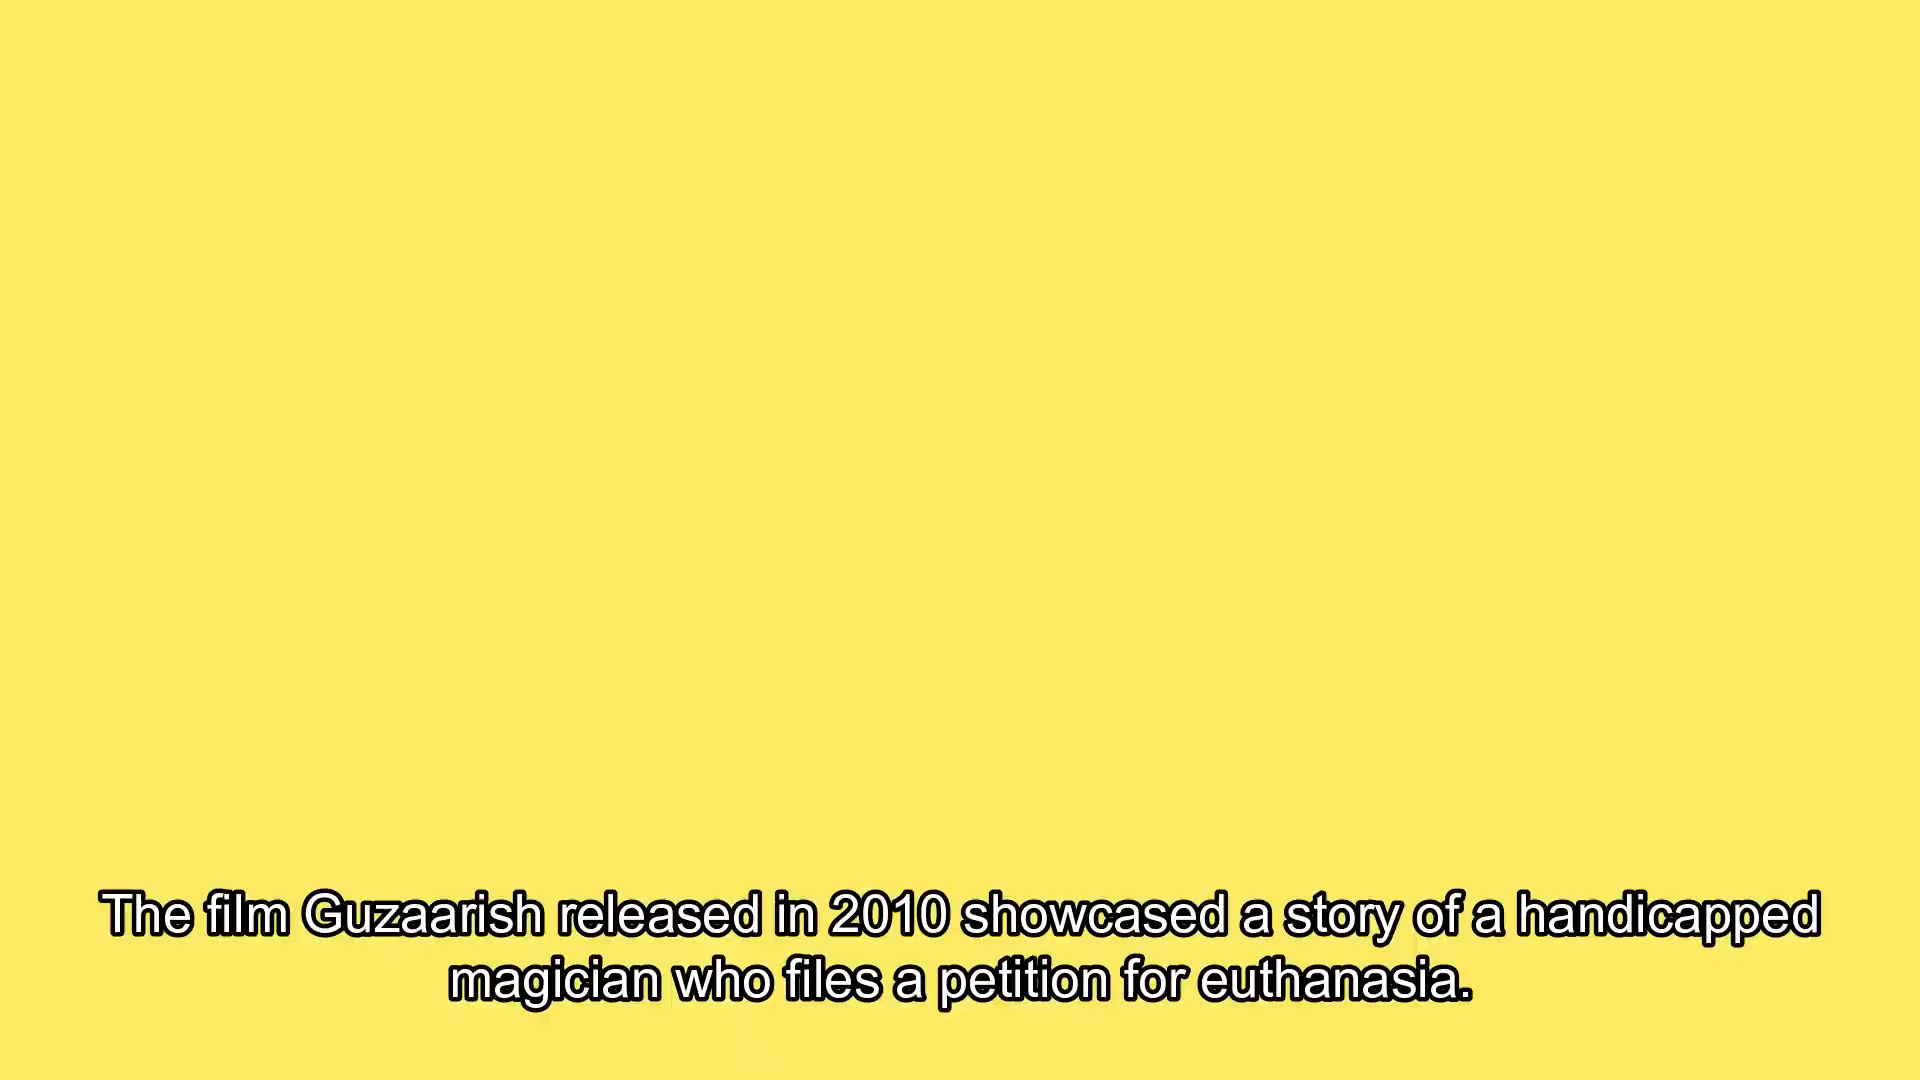 The film Guzaarish released in 2010 showcased a story of a handicapped
magician who files a petition for euthanasia.